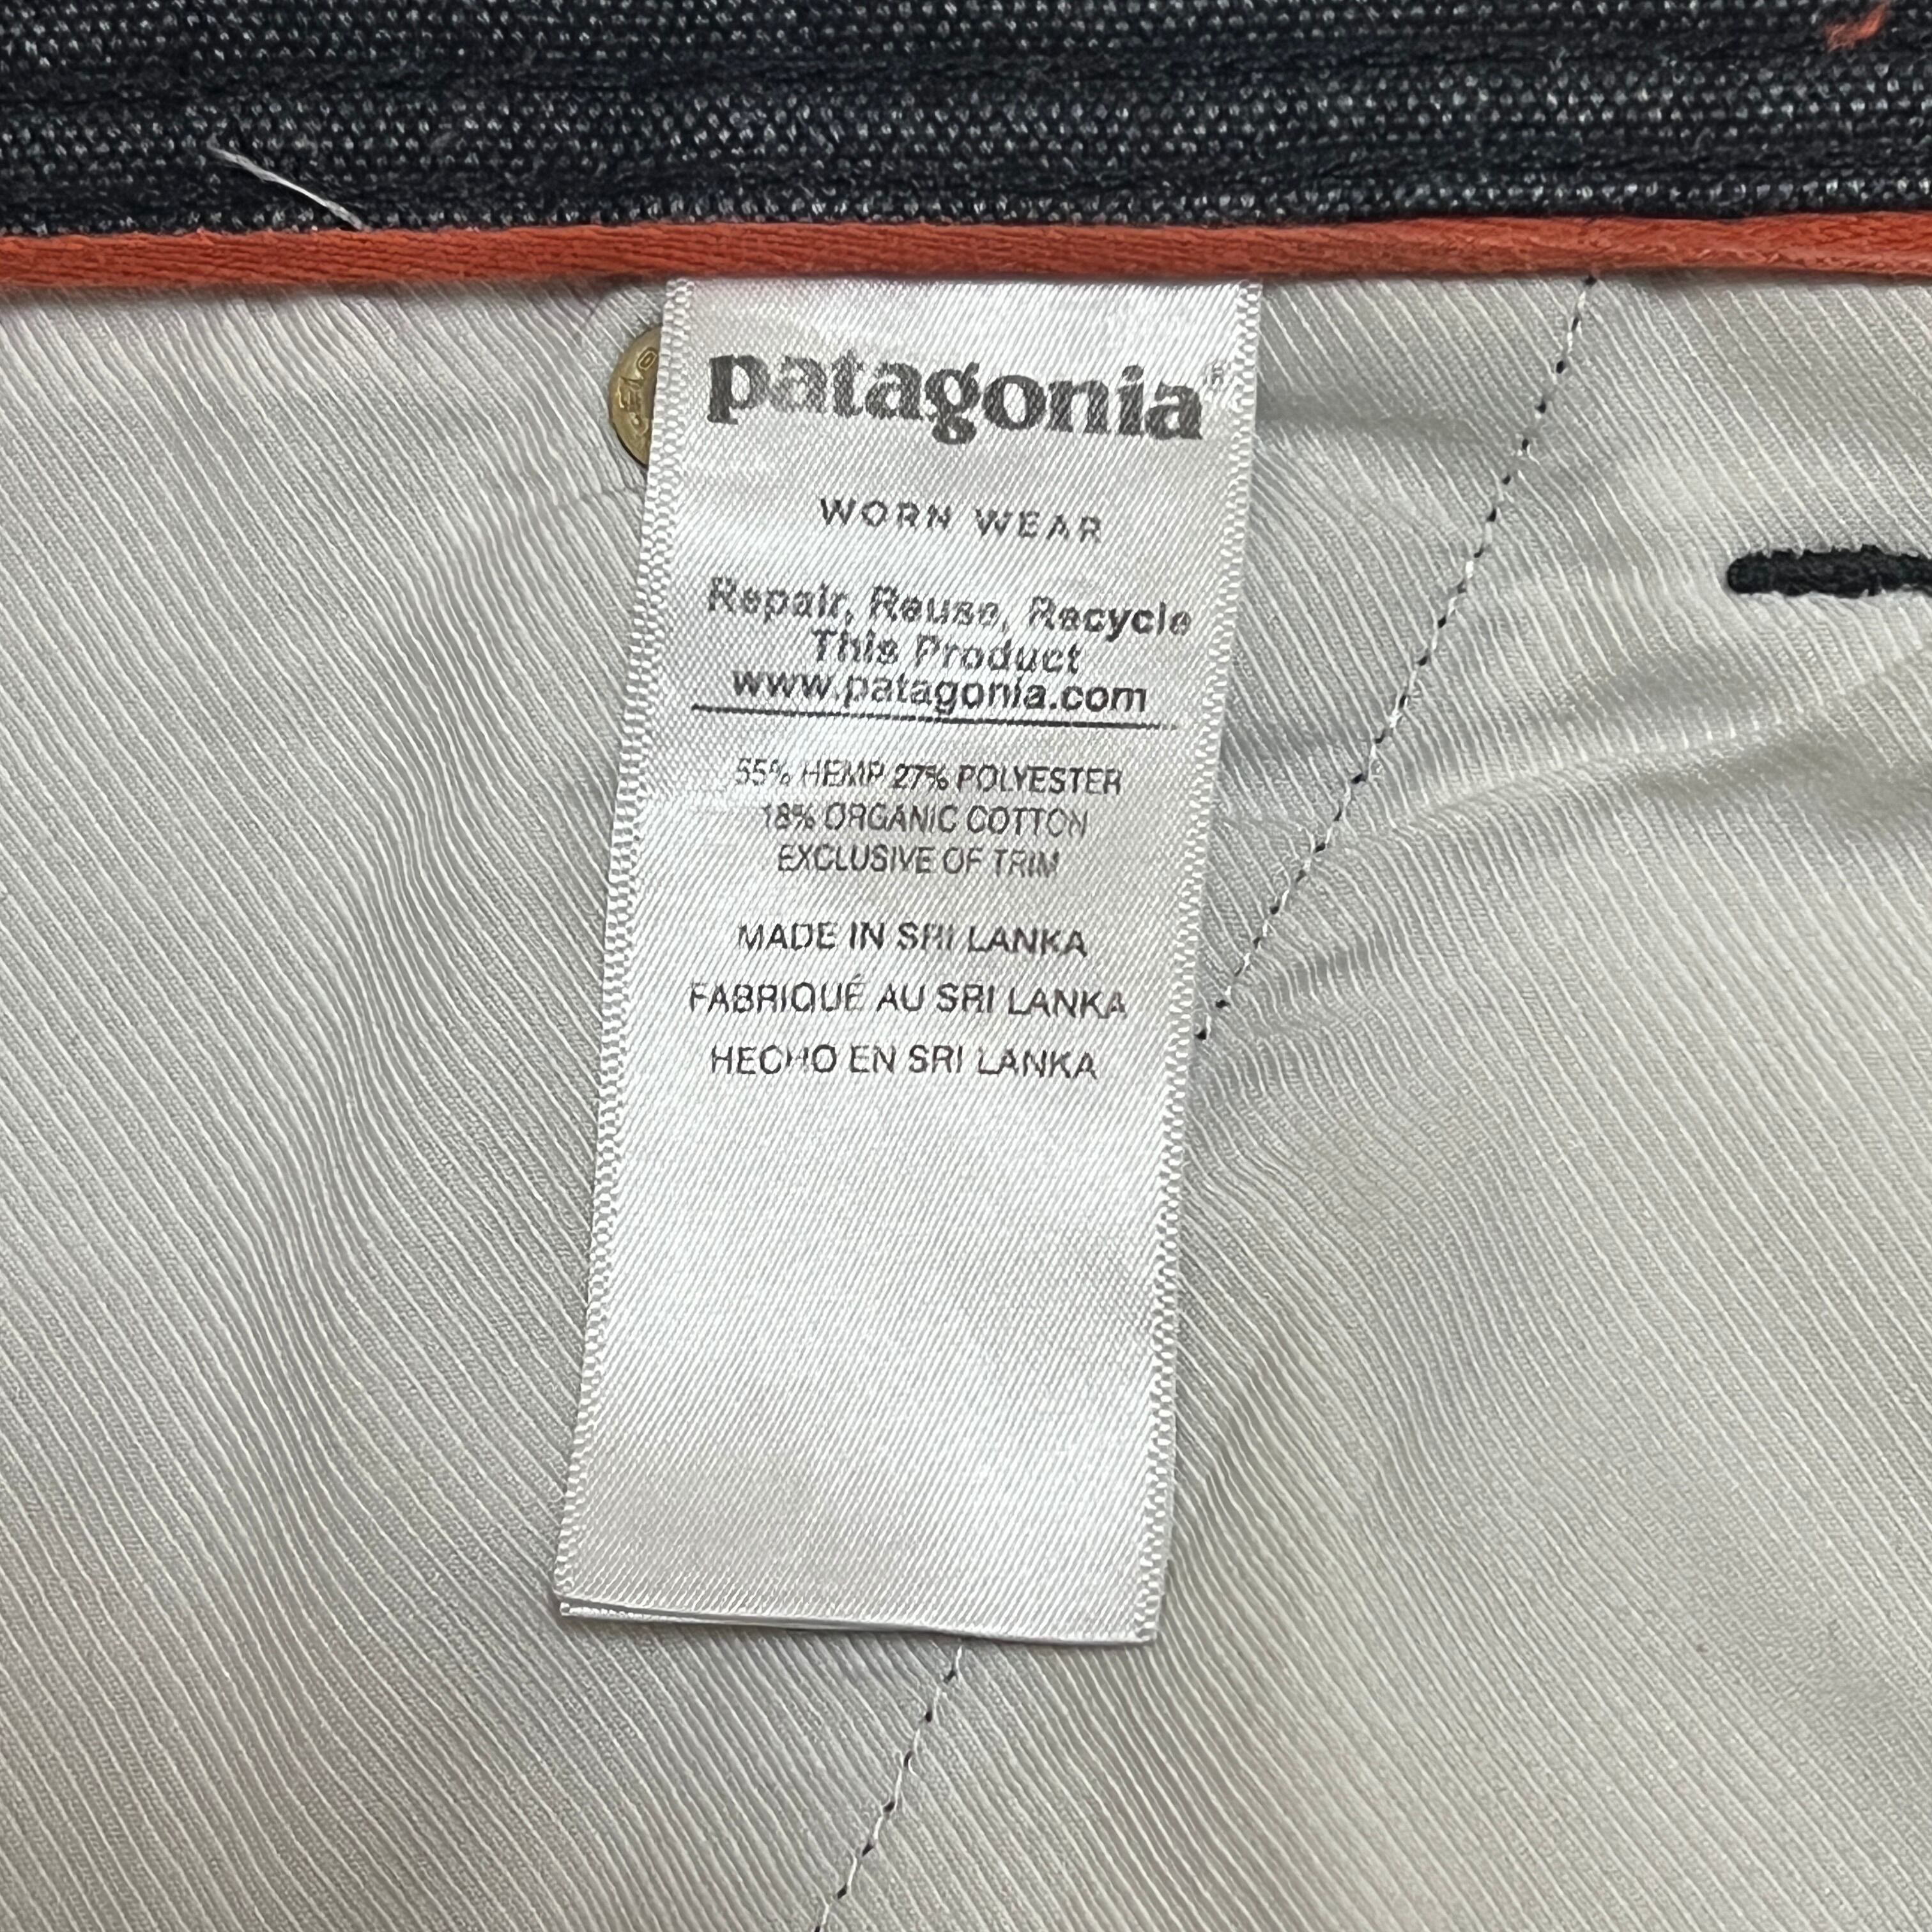 patagonia®
WORN WEAR
Repair, Reuse, Recycle
This Product
www.patagonia.com
55% HEMP 27% POLYESTER
18% ORGANIC COTTON
EXCLUSIVE OF TRIM
MADE IN SRI LANKA
FABRIQUÉ AU SRI LANKA
HECHO EN SRI LANKA